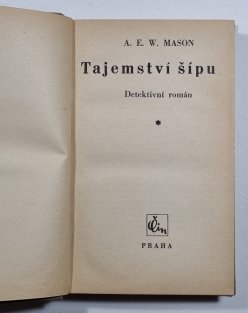 A. E. W. MASON
Tajemství šípu
Detektivní román
*
Čin
PRAHA